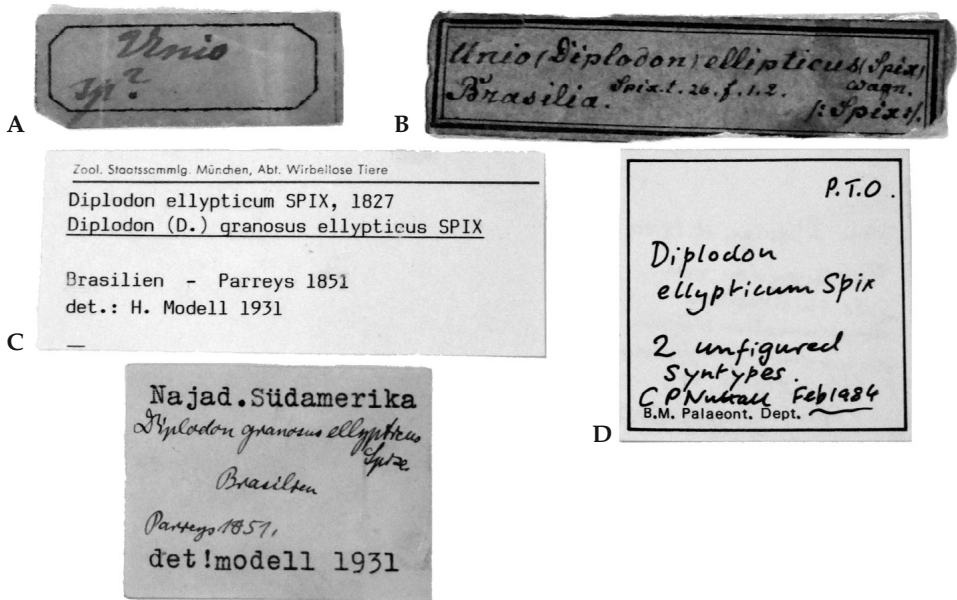 Unio
sp?
A
Unio (Diplodon) ellipticus (Spix)
Wagn.
Brasilia. Spix. t. 26. f. 1. 2.
/: Spix :/.
B
Zool. Staatssammlg. München, Abt. Wirbellose Tiere
Diplodon ellypticum SPIX, 1827
Diplodon (D.) granosus ellypticus SPIX
Brasilien - Parreys 1851
det.: H. Modell 1931
C
P.T.O.
Diplodon
ellypticum Spix
2 unfigured
syntypes.
C P Nuttall Feb 1984
B.M. Palaeont. Dept.
D
Najad.Südamerika
Diplodon granosus ellypticus
Spix.
Brasilien
Parreys 1851.
det!modell 1931